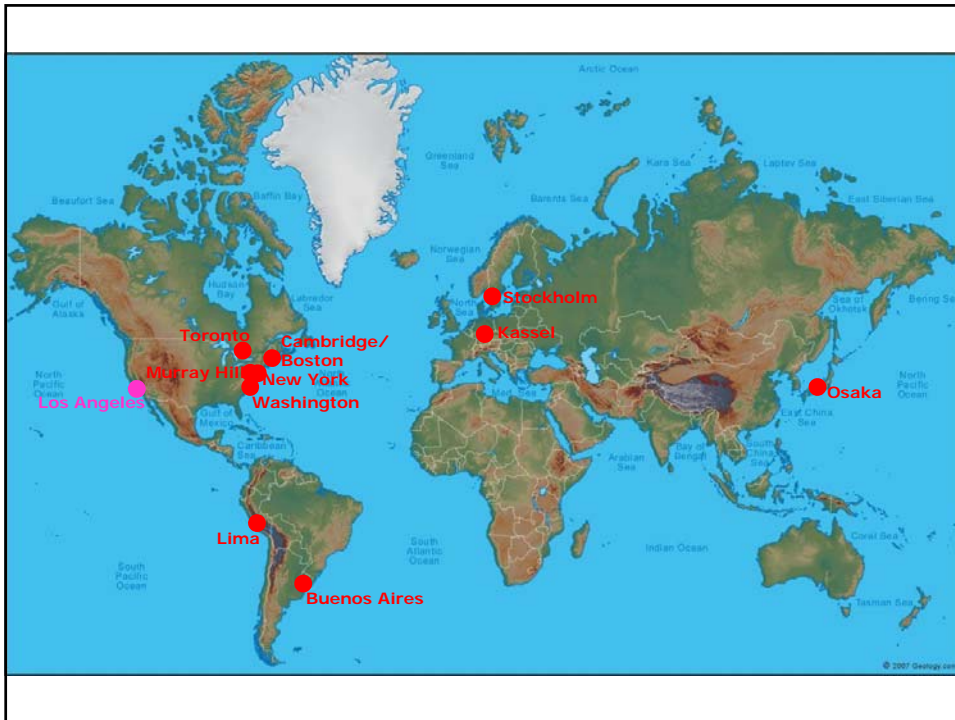 Arctic Ocean
Greenland
Sea
Kara Sea
Laptev Sea
Beaufort Sea
Baffin Bay
Barents Sea
East Siberian Sea
Norwegian
Sea
Hudson
Bay
Labrador
Sea
Gulf of
Alaska
North
Sea
Sea of
Okhotsk
Bering Sea
Stockholm
Toronto
Cambridge/
Boston
Kassel
Murray Hill
New York
Washington
North
Pacific
Ocean
Los Angeles
North
Ocean
Med. Sea
Osaka
North
Pacific
Ocean
Gulf of
Mexico
Caribbean
Sea
Arabian
Sea
Bay of
Bengal
East China
Sea
South
China
Sea
Lima
South
Atlantic
Ocean
Indian Ocean
Coral Sea
South
Pacific
Ocean
Buenos Aires
Tasman Sea
© 2007 Geology.com